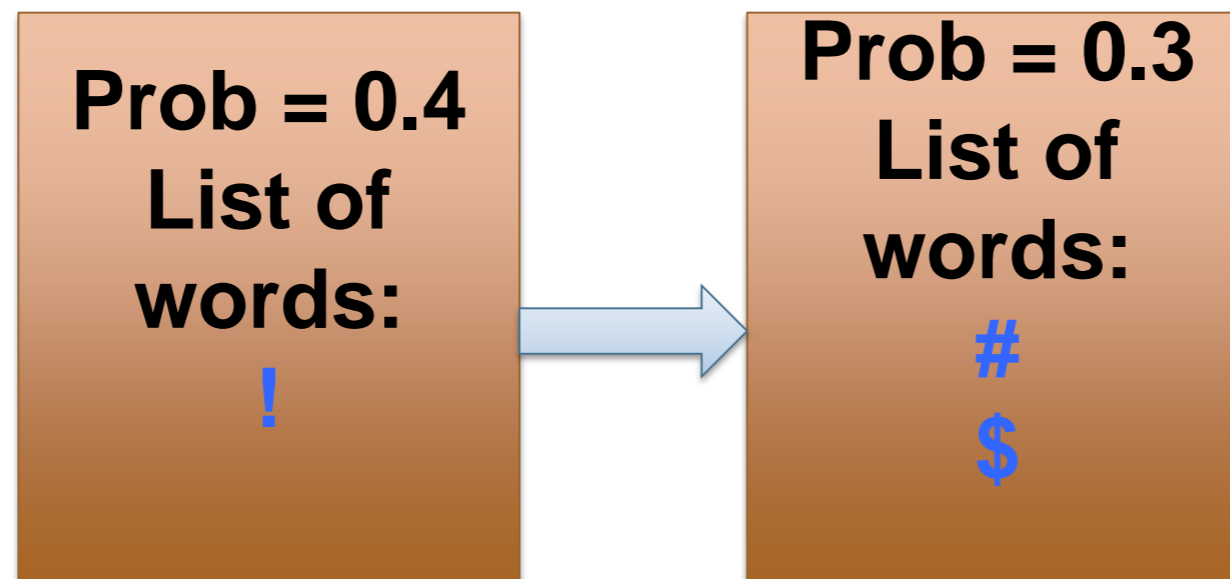 Prob = 0.4
List of
words:
!
Prob = 0.3
List of
words:
#
$